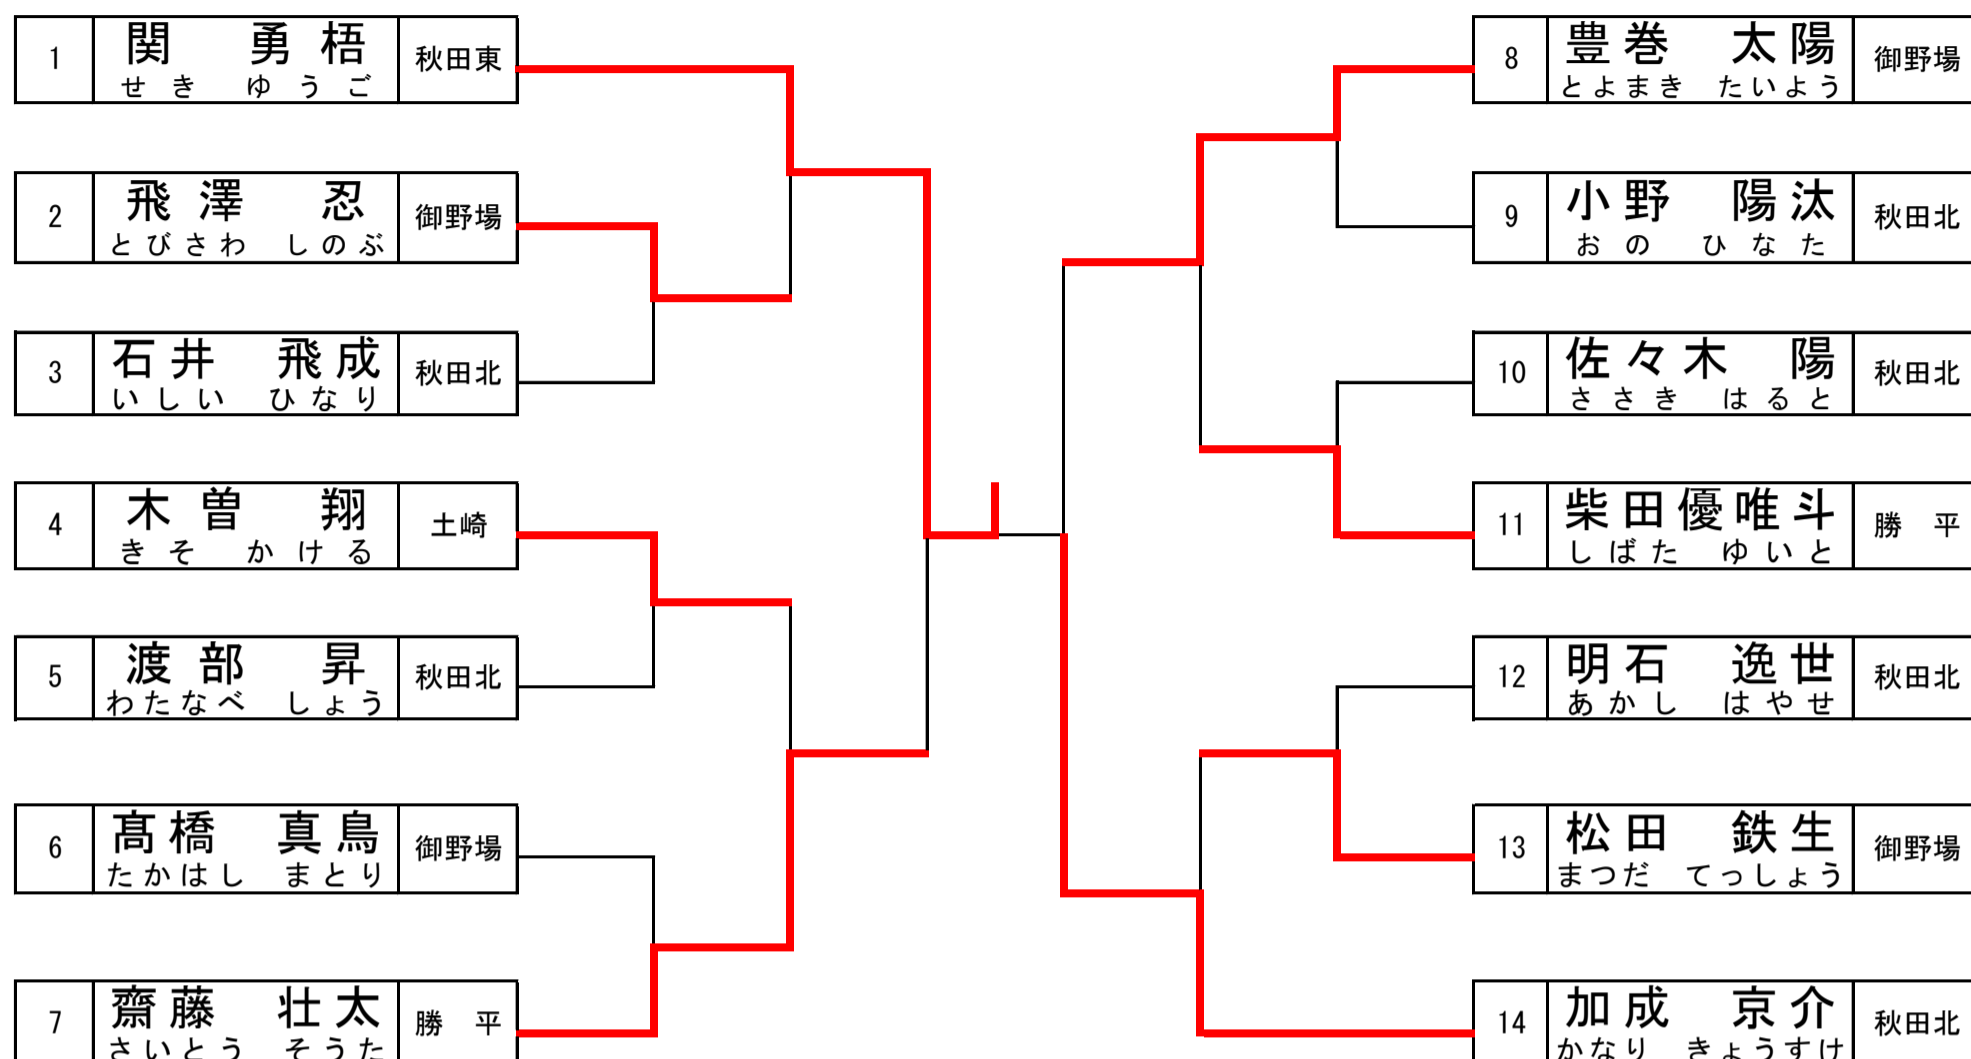 1 関 勇梧 秋田東
せき ゆうご
2 飛澤 忍 御野場
とびさわ しのぶ
3 石井 飛成 秋田北
いしい ひなり
4 木曽 翔 土崎
きそ かける
5 渡部 昇 秋田北
わたなべ しょう
6 髙橋 真鳥 御野場
たかはし まとり
7 齋藤 壮太 勝 平
さいとう そうた
8 豊巻 太陽 御野場
とよまき たいよう
9 小野 陽汰 秋田北
おの ひなた
10 佐々木 陽 秋田北
ささき はると
11 柴田優唯斗 勝 平
しばた ゆいと
12 明石 逸世 秋田北
あかし はやせ
13 松田 鉄生 御野場
まつだ てっしょう
14 加成 京介 秋田北
かなり きょうすけ